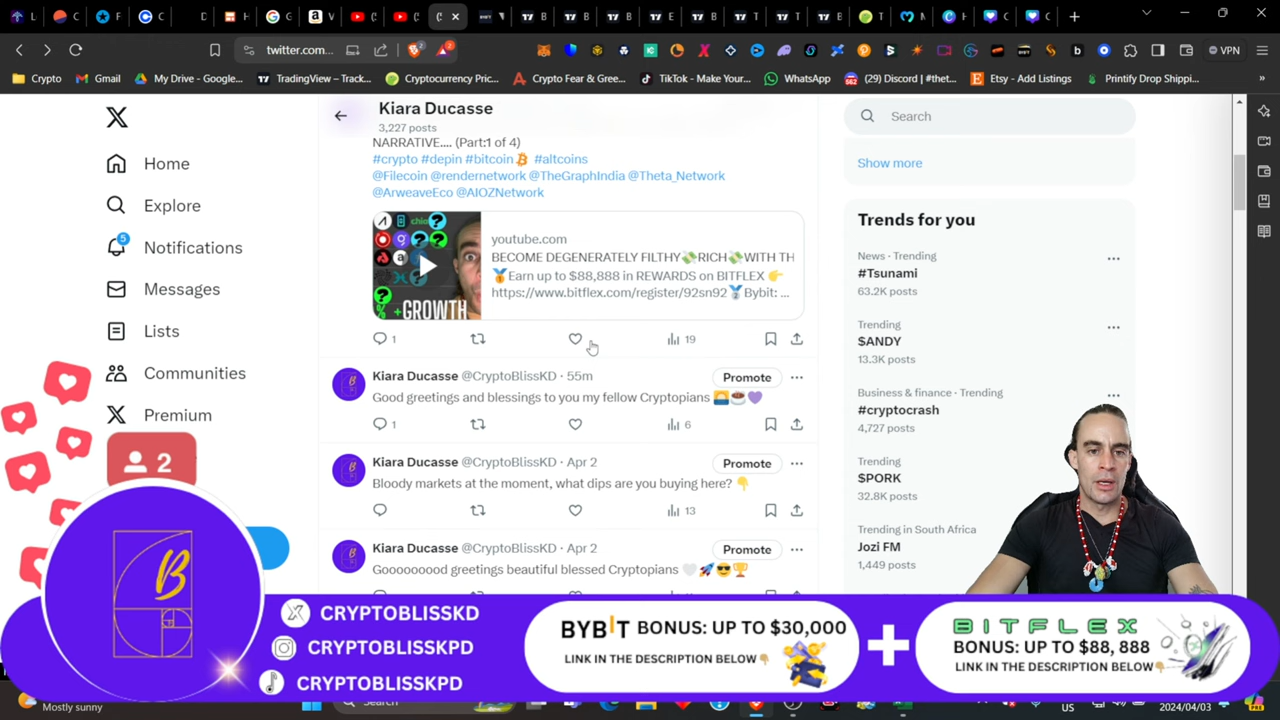 twitter.com...
VPN
Crypto
Gmail
My Drive - Google...
TradingView – Track...
Cryptocurrency Pric...
Crypto Fear & Gree...
TikTok - Make Your...
WhatsApp
(29) Discord | #thet...
Etsy - Add Listings
Printify Drop Shippi...
Home
Explore
5
Notifications
Messages
Lists
Communities
Premium
2
Kiara Ducasse
3,227 posts
NARRATIVE.... (Part:1 of 4)
#crypto #depin #bitcoin #altcoins
@Filecoin @rendernetwork @TheGraphIndia @Theta_Network
@ArweaveEco @AIOZNetwork
+GROWTH
youtube.com
BECOME DEGENERATELY FILTHY💸RICH💸WITH TH
🥇Earn up to $88,888 in REWARDS on BITFLEX 👉
https://www.bitflex.com/register/92sn92🥈Bybit: ...
1
19
Kiara Ducasse @CryptoBlissKD · 55m
Promote
Good greetings and blessings to you my fellow Cryptopians 🌅☕💜
1
6
Kiara Ducasse @CryptoBlissKD · Apr 2
Promote
Bloody markets at the moment, what dips are you buying here? 👇
13
Kiara Ducasse @CryptoBlissKD · Apr 2
Promote
Gooooooood greetings beautiful blessed Cryptopians 🤍🚀😎🏆
Search
Show more
Trends for you
News · Trending
#Tsunami
63.2K posts
Trending
$ANDY
13.3K posts
Business & finance · Trending
#cryptocrash
4,727 posts
Trending
$PORK
32.8K posts
Trending in South Africa
Jozi FM
1,449 posts
B
CRYPTOBLISSKD
CRYPTOBLISSKPD
CRYPTOBLISSKPD
BYBIT BONUS: UP TO $30,000
LINK IN THE DESCRIPTION BELOW👇
+
BITFLEX
BONUS: UP TO $88, 888
LINK IN THE DESCRIPTION BELOW👇
Mostly sunny
Search
US
2024/04/03